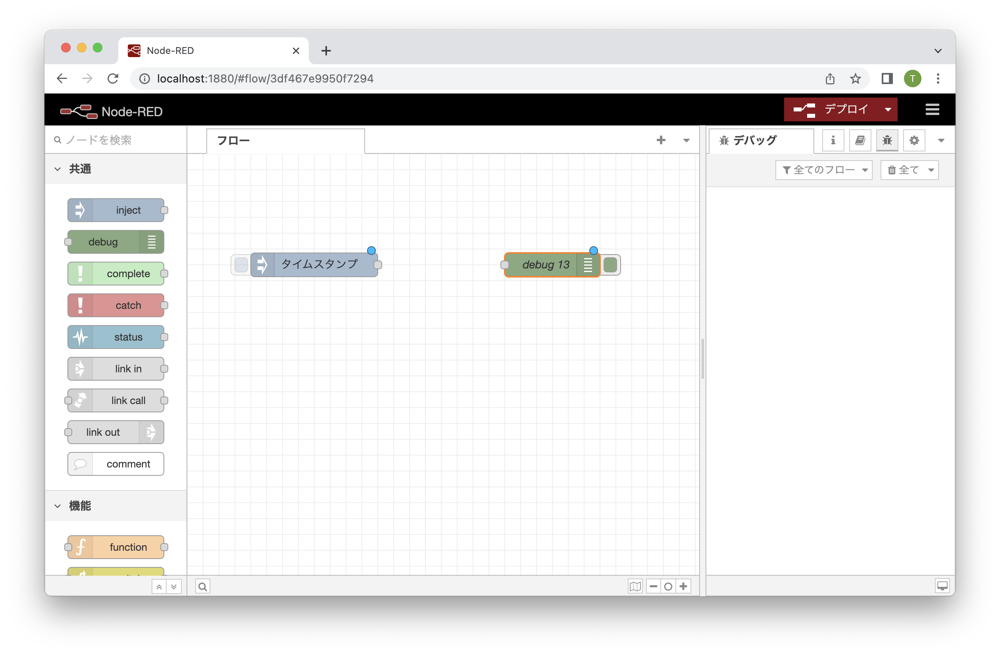 Node-RED
localhost:1880/#flow/3df467e9950f7294
T
Node-RED
デプロイ
ノードを検索
フロー
デバッグ
全てのフロー
全て
共通
inject
debug
complete
catch
status
link in
link call
link out
comment
機能
function
タイムスタンプ
debug 13